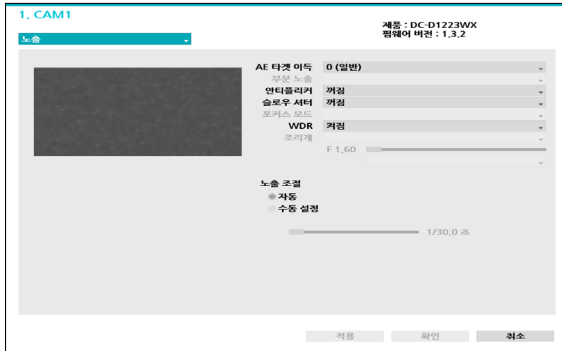 1. CAM1
제품 : DC-D1223WX
펌웨어 버전 : 1,3,2
노출
AE 타겟 이득 0 (일반)
부분 노출
안티플리커 꺼짐
슬로우 셔터 꺼짐
포커스 모드
WDR 켜짐
조리개
F 1,60
노출 조절
자동
수동 설정
1/30,0 초
적용 확인 취소